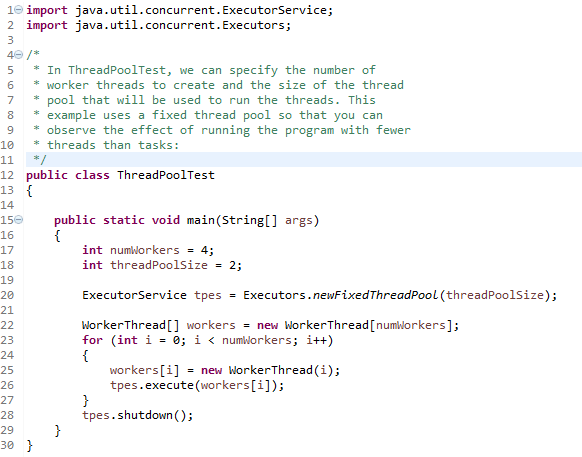 1 import java.util.concurrent.ExecutorService;
2 import java.util.concurrent.Executors;
3
4 /*
5  * In ThreadPoolTest, we can specify the number of
6  * worker threads to create and the size of the thread
7  * pool that will be used to run the threads. This
8  * example uses a fixed thread pool so that you can
9  * observe the effect of running the program with fewer
10  * threads than tasks:
11  */
12 public class ThreadPoolTest
13 {
14
15     public static void main(String[] args)
16     {
17         int numWorkers = 4;
18         int threadPoolSize = 2;
19
20         ExecutorService tpes = Executors.newFixedThreadPool(threadPoolSize);
21
22         WorkerThread[] workers = new WorkerThread[numWorkers];
23         for (int i = 0; i < numWorkers; i++)
24         {
25             workers[i] = new WorkerThread(i);
26             tpes.execute(workers[i]);
27         }
28         tpes.shutdown();
29     }
30 }